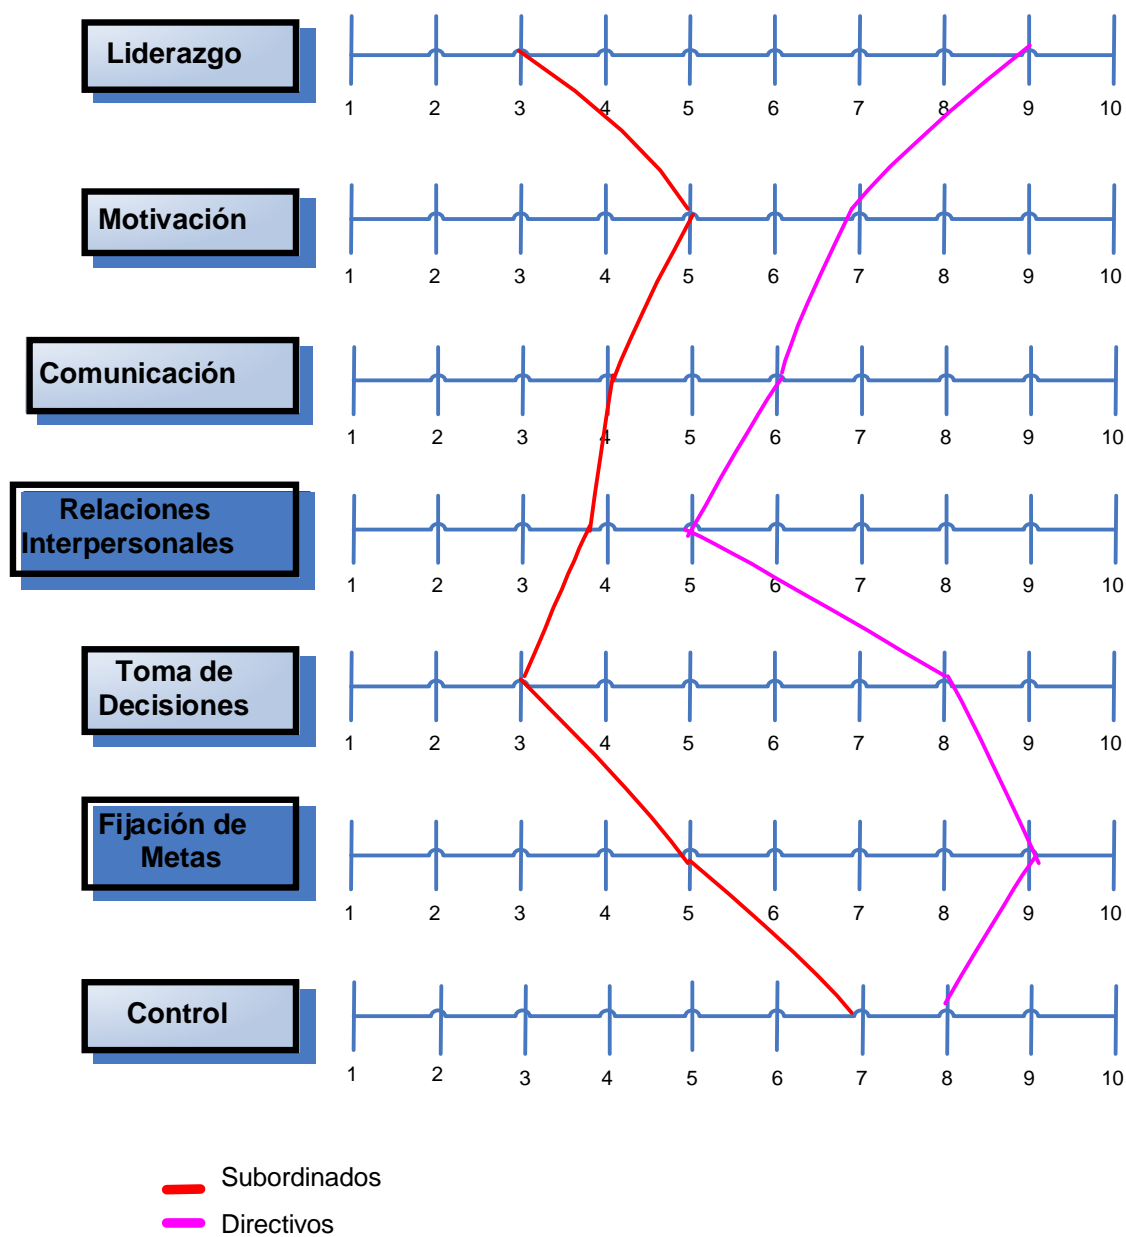 Liderazgo
1 2 3 4 5 6 7 8 9 10
Motivación
1 2 3 4 5 6 7 8 9 10
Comunicación
1 2 3 4 5 6 7 8 9 10
Relaciones
Interpersonales
1 2 3 4 5 6 7 8 9 10
Toma de
Decisiones
1 2 3 4 5 6 7 8 9 10
Fijación de
Metas
1 2 3 4 5 6 7 8 9 10
Control
1 2 3 4 5 6 7 8 9 10
Subordinados
Directivos